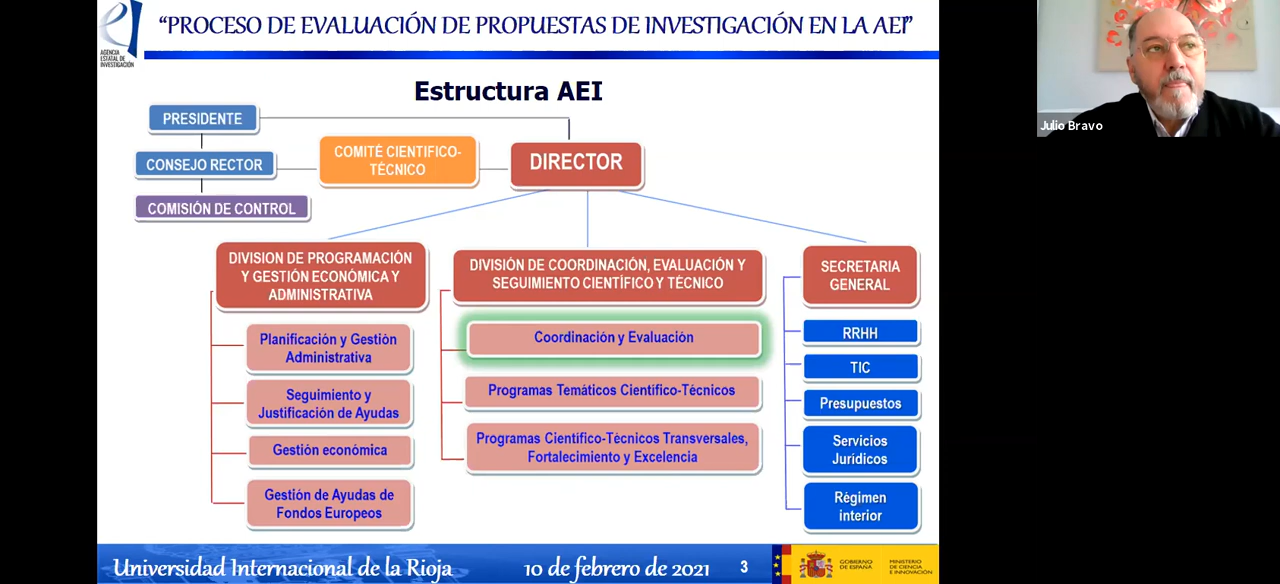 “PROCESO DE EVALUACIÓN DE PROPUESTAS DE INVESTIGACIÓN EN LA AEI”
AGENCIA
ESTATAL DE
INVESTIGACIÓN
Estructura AEI
PRESIDENTE
CONSEJO RECTOR
COMISIÓN DE CONTROL
COMITÉ CIENTIFICO-
TÉCNICO
DIRECTOR
DIVISION DE PROGRAMACIÓN
Y GESTIÓN ECONÓMICA Y
ADMINISTRATIVA
Planificación y Gestión
Administrativa
Seguimiento y
Justificación de Ayudas
Gestión económica
Gestión de Ayudas de
Fondos Europeos
DIVISIÓN DE COORDINACIÓN, EVALUACIÓN Y
SEGUIMIENTO CIENTÍFICO Y TÉCNICO
Coordinación y Evaluación
Programas Temáticos Científico-Técnicos
Programas Científico-Técnicos Transversales,
Fortalecimiento y Excelencia
SECRETARIA
GENERAL
RRHH
TIC
Presupuestos
Servicios
Jurídicos
Régimen
interior
Universidad Internacional de la Rioja
10 de febrero de 2021
3
GOBIERNO
DE ESPAÑA
MINISTERIO
DE CIENCIA
E INNOVACIÓN
Julio Bravo